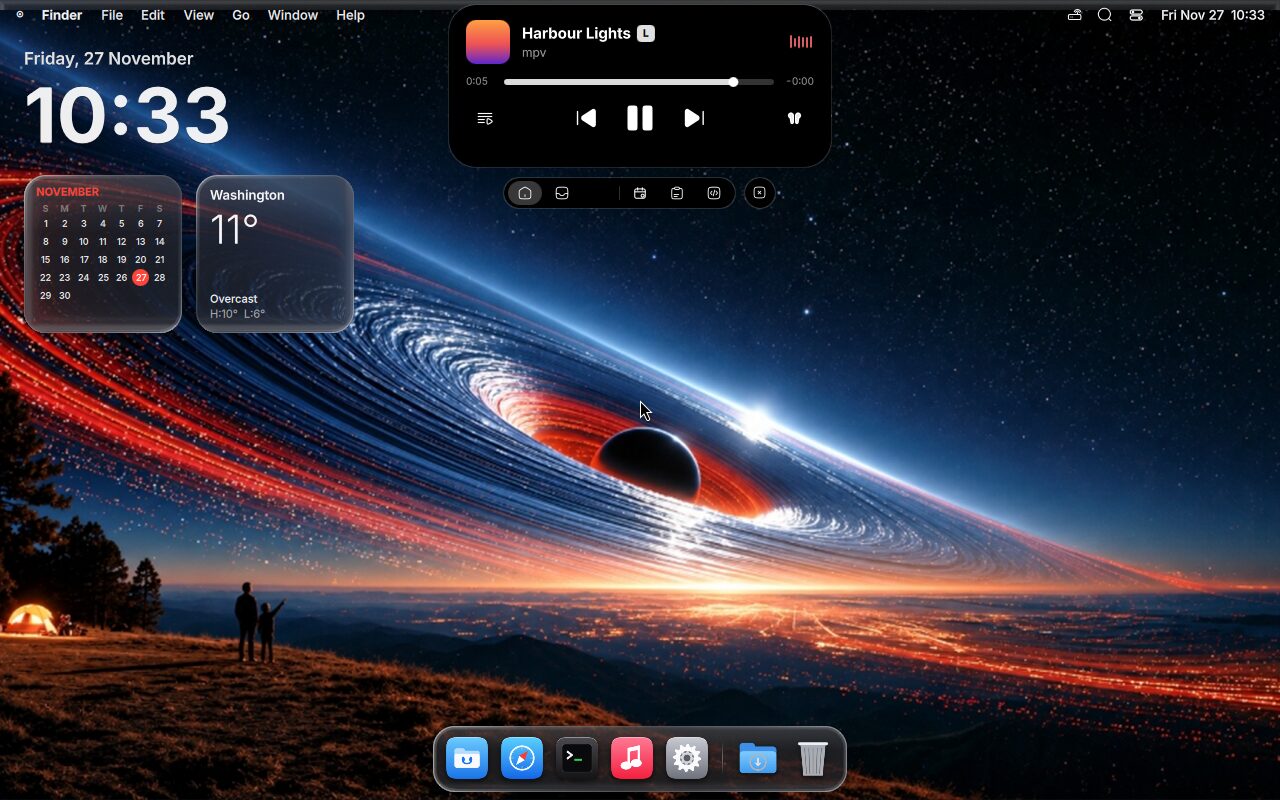 Finder File Edit View Go Window Help
Fri Nov 27 10:33
Friday, 27 November
10:33
Harbour Lights L
mpv
0:05
-0:00
NOVEMBER
S M T W T F S
1 2 3 4 5 6 7
8 9 10 11 12 13 14
15 16 17 18 19 20 21
22 23 24 25 26 27 28
29 30
Washington
11°
Overcast
H:10° L:6°